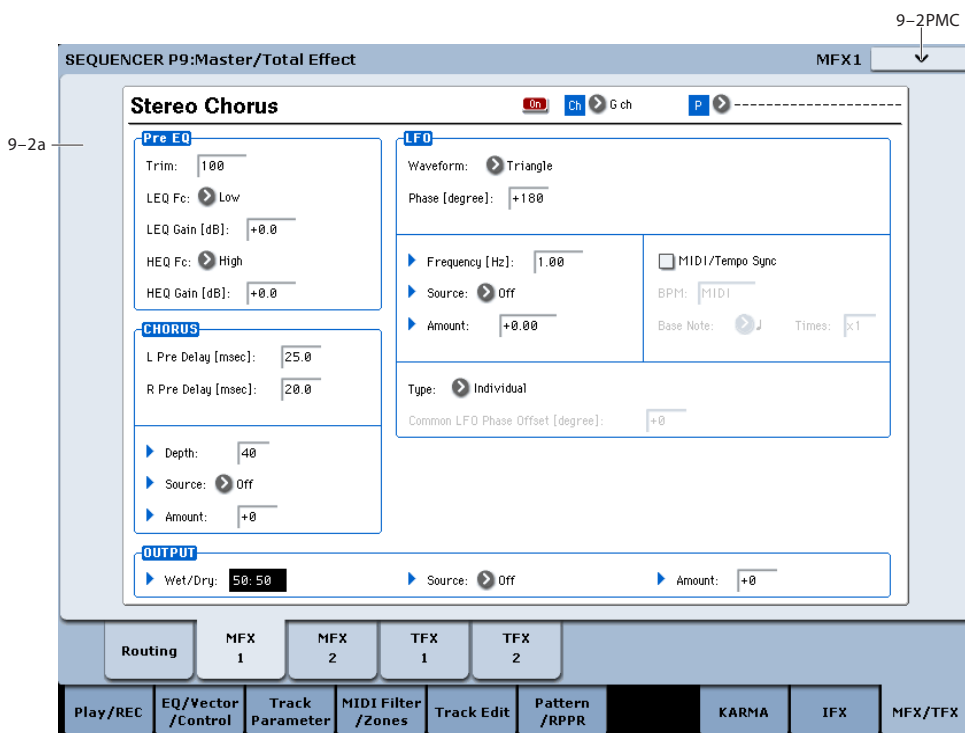 9–2PMC
SEQUENCER P9:Master/Total Effect MFX1
9–2a
Stereo Chorus On Ch G ch P ---------------------
Pre EQ
Trim: 100
LEQ Fc: Low
LEQ Gain [dB]: +0.0
HEQ Fc: High
HEQ Gain [dB]: +0.0
CHORUS
L Pre Delay [msec]: 25.0
R Pre Delay [msec]: 20.0
Depth: 40
Source: Off
Amount: +0
LFO
Waveform: Triangle
Phase [degree]: +180
Frequency [Hz]: 1.00
Source: Off
Amount: +0.00
MIDI/Tempo Sync
BPM: MIDI
Base Note: ♩ Times: x1
Type: Individual
Common LFO Phase Offset [degree]: +0
OUTPUT
Wet/Dry: 50:50 Source: Off Amount: +0
Routing
MFX
1
MFX
2
TFX
1
TFX
2
Play/REC
EQ/Vector
/Control
Track
Parameter
MIDI Filter
/Zones
Track Edit
Pattern
/RPPR
KARMA
IFX
MFX/TFX